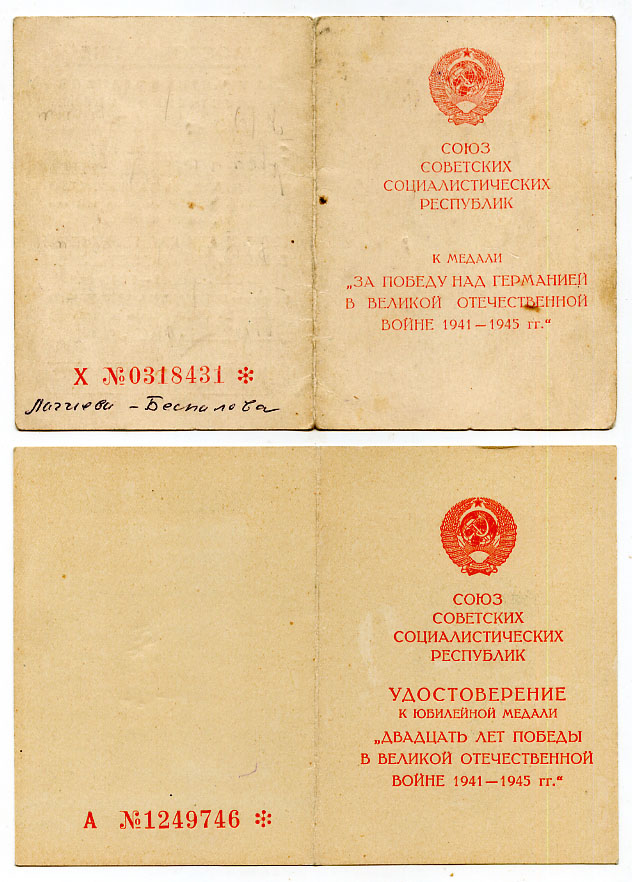 СОЮЗ
СОВЕТСКИХ
СОЦИАЛИСТИЧЕСКИХ
РЕСПУБЛИК
К МЕДАЛИ
„ЗА ПОБЕДУ НАД ГЕРМАНИЕЙ
В ВЕЛИКОЙ ОТЕЧЕСТВЕННОЙ
ВОЙНЕ 1941—1945 гг.“
X №0318431 *
– Беспалова
СОЮЗ
СОВЕТСКИХ
СОЦИАЛИСТИЧЕСКИХ
РЕСПУБЛИК
УДОСТОВЕРЕНИЕ
К ЮБИЛЕЙНОЙ МЕДАЛИ
„ДВАДЦАТЬ ЛЕТ ПОБЕДЫ
В ВЕЛИКОЙ ОТЕЧЕСТВЕННОЙ
ВОЙНЕ 1941—1945 гг.“
А №1249746 *